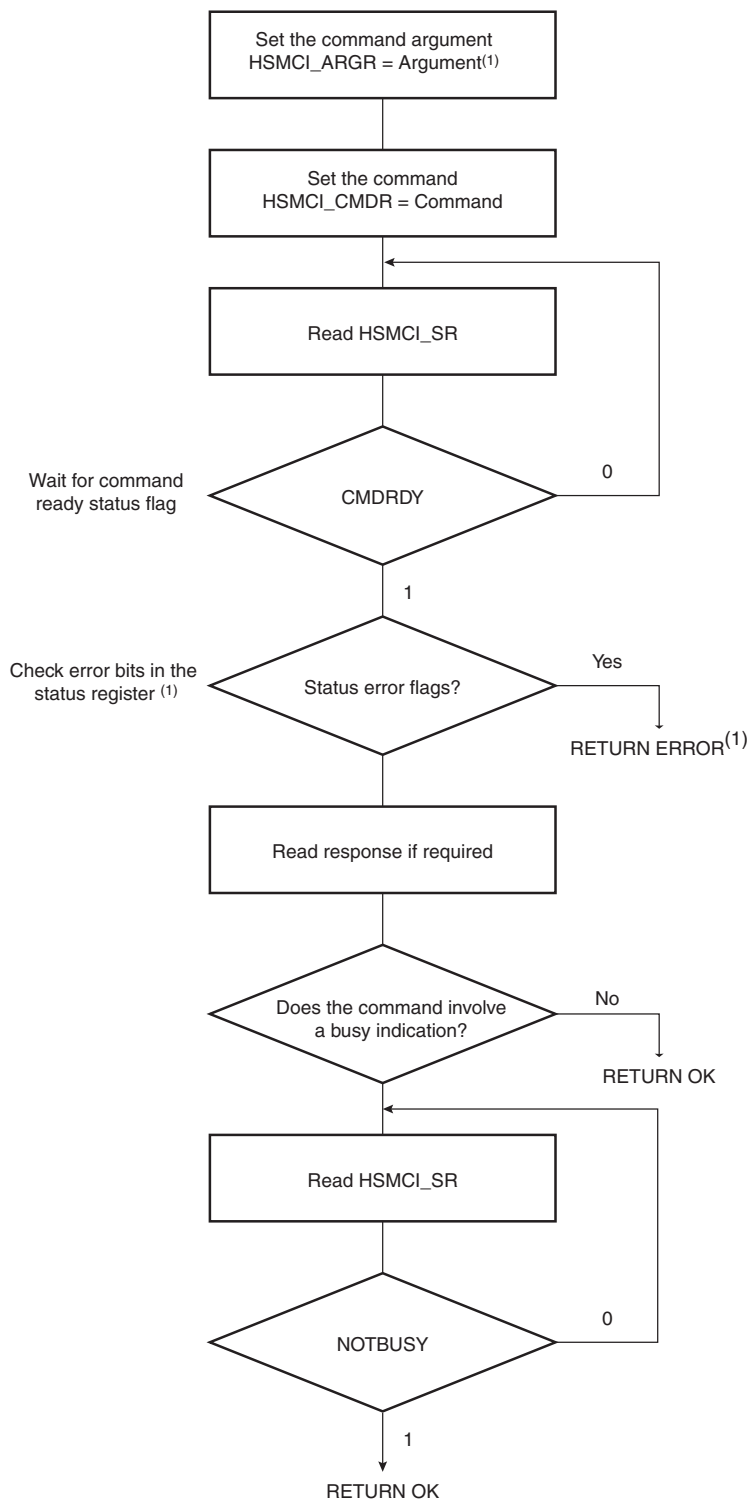 Set the command argument
HSMCI_ARGR = Argument(1)
Set the command
HSMCI_CMDR = Command
Read HSMCI_SR
Wait for command
ready status flag
CMDRDY
0
1
Check error bits in the
status register (1)
Status error flags?
Yes
RETURN ERROR(1)
Read response if required
Does the command involve
a busy indication?
No
RETURN OK
Read HSMCI_SR
NOTBUSY
0
1
RETURN OK